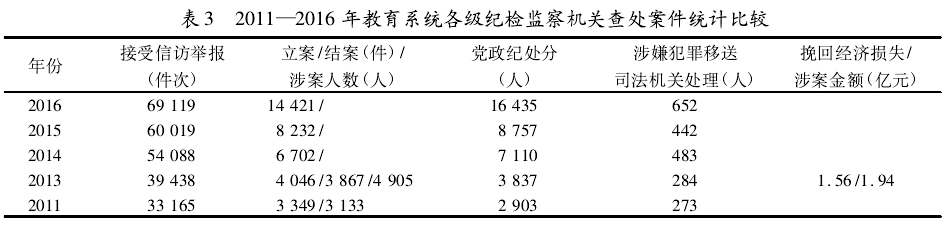 表3 2011—2016 年教育系统各级纪检监察机关查处案件统计比较
年份 接受信访举报(件次) 立案/结案(件)/涉案人数(人) 党政纪处分(人) 涉嫌犯罪移送司法机关处理(人) 挽回经济损失/涉案金额(亿元)
2016 69 119 14 421/ 16 435 652
2015 60 019 8 232/ 8 757 442
2014 54 088 6 702/ 7 110 483
2013 39 438 4 046/3 867/4 905 3 837 284 1.56/1.94
2011 33 165 3 349/3 133 2 903 273